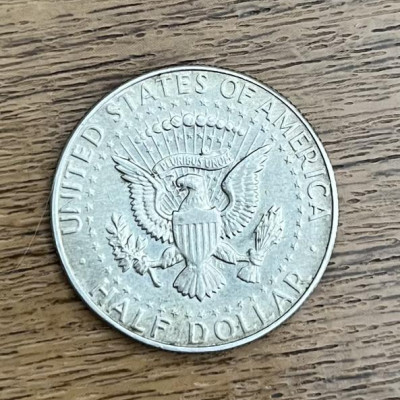 UNITED STATES OF AMERICA
PLURIBUS UNUM
HALF DOLLAR